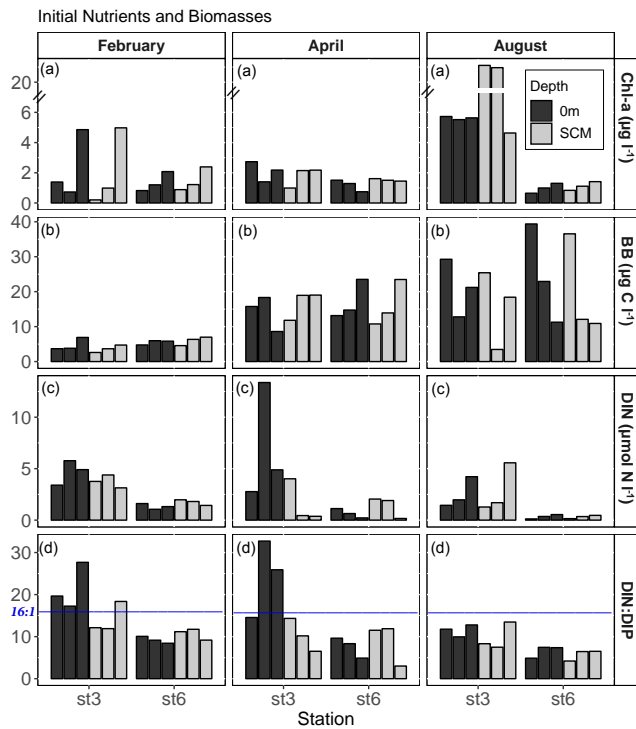 Initial Nutrients and Biomasses
February April August
(a) (a) (a)
20
6
4
2
0
Chl-a (µg l⁻¹)
Depth
0m
SCM
(b) (b) (b)
40
30
20
10
0
BB (µg C l⁻¹)
(c) (c) (c)
10
5
0
DIN (µmol N l⁻¹)
(d) (d) (d)
30
20
16:1
10
0
DIN:DIP
st3 st6 st3 st6 st3 st6
Station